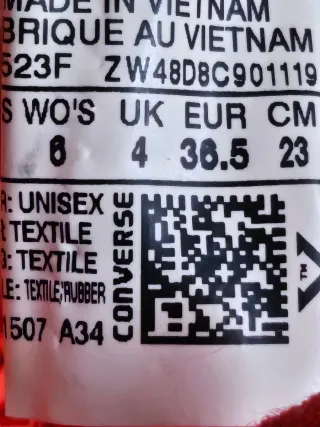 MADE IN VIETNAM
BRIQUE AU VIETNAM
523F ZW48D8C901119
S WO'S UK EUR CM
6 4 36.5 23
R: UNISEX
: TEXTILE
: TEXTILE
LE: TEXTILE/RUBBER
1507 A34
CONVERSE